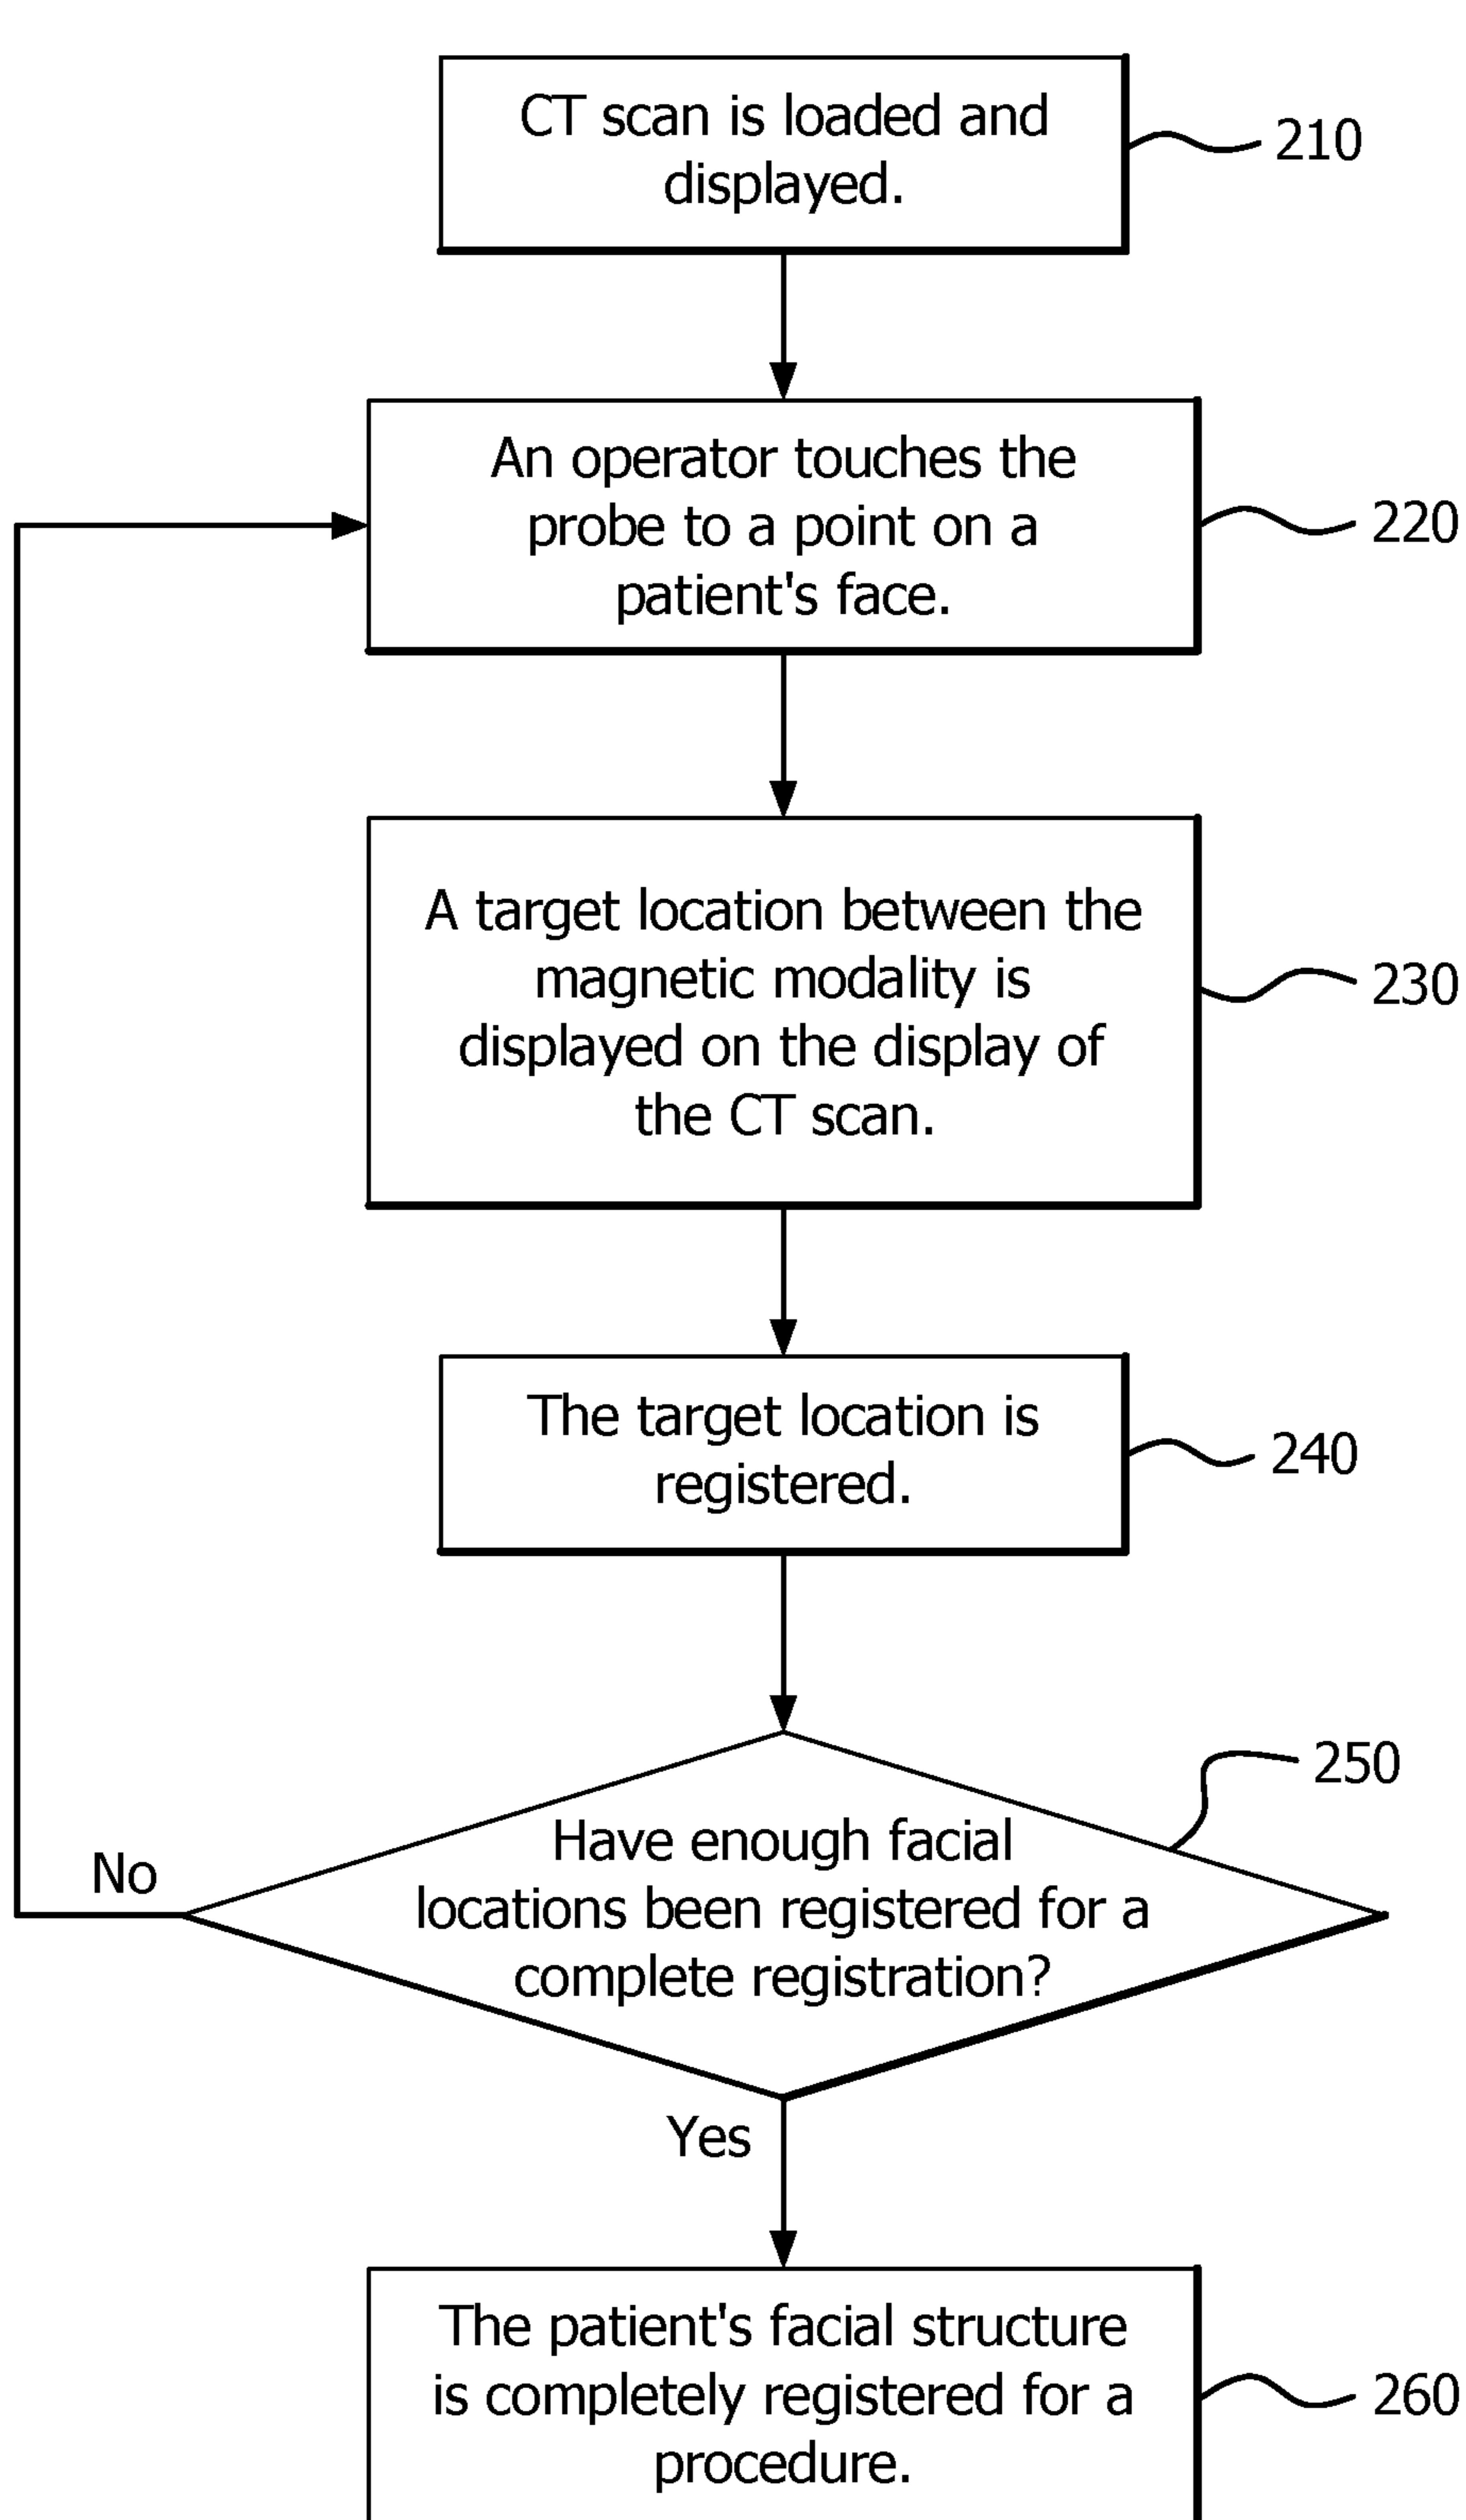 CT scan is loaded and
displayed.
210
An operator touches the
probe to a point on a
patient's face.
220
A target location between the
magnetic modality is
displayed on the display of
the CT scan.
230
The target location is
registered.
240
250
Have enough facial
locations been registered for a
complete registration?
No
Yes
The patient's facial structure
is completely registered for a
procedure.
260